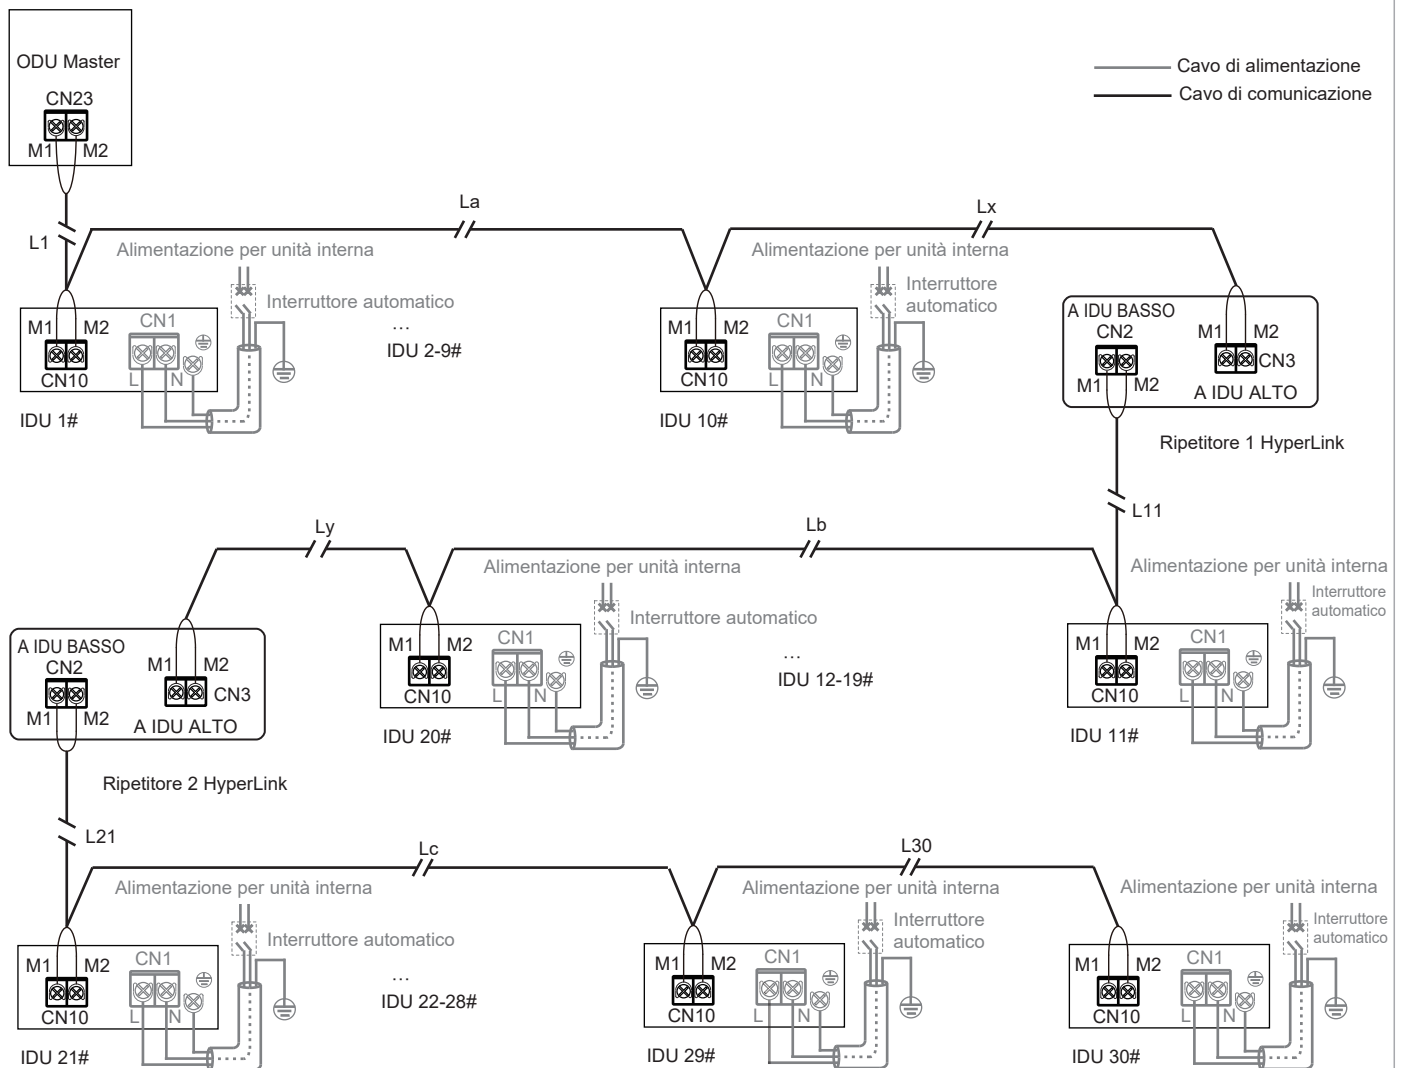 ODU Master
CN23
M1 M2
Cavo di alimentazione
Cavo di comunicazione
L1
La
Lx
Alimentazione per unità interna
Interruttore automatico
M1 M2
CN1
CN10
L N
IDU 1#
...
IDU 2-9#
Alimentazione per unità interna
Interruttore
automatico
M1 M2
CN1
CN10
L N
IDU 10#
A IDU BASSO
CN2
M1 M2
M1 M2
CN3
A IDU ALTO
Ripetitore 1 HyperLink
L11
Ly
Lb
A IDU BASSO
CN2
M1 M2
M1 M2
CN3
A IDU ALTO
Ripetitore 2 HyperLink
Alimentazione per unità interna
Interruttore automatico
M1 M2
CN1
CN10
L N
IDU 20#
...
IDU 12-19#
Alimentazione per unità interna
Interruttore
automatico
M1 M2
CN1
CN10
L N
IDU 11#
L21
Lc
L30
Alimentazione per unità interna
Interruttore automatico
M1 M2
CN1
CN10
L N
IDU 21#
...
IDU 22-28#
Alimentazione per unità interna
Interruttore
automatico
M1 M2
CN1
CN10
L N
IDU 29#
Alimentazione per unità interna
Interruttore
automatico
M1 M2
CN1
CN10
L N
IDU 30#